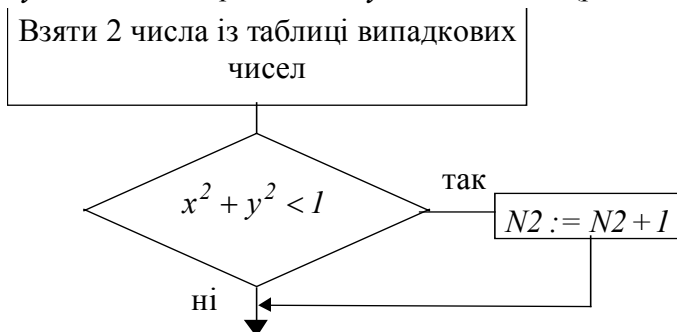 Взяти 2 числа із таблиці випадкових
чисел
x² + y² < 1
так
N2 := N2 + 1
ні